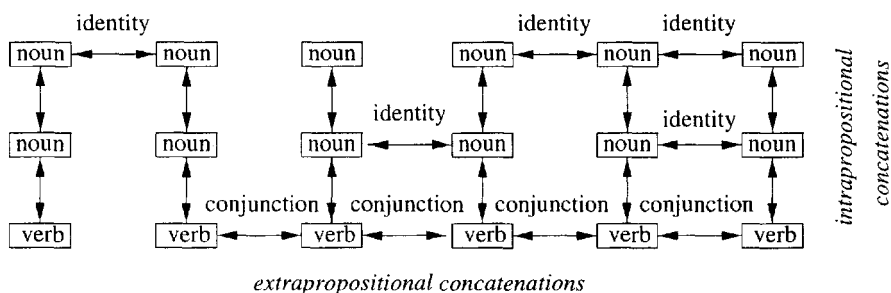 identity identity identity
noun noun noun noun noun noun
identity identity
noun noun noun noun noun noun
conjunction conjunction conjunction conjunction
verb verb verb verb verb verb
extrapropositional concatenations
intrapropositional
concatenations